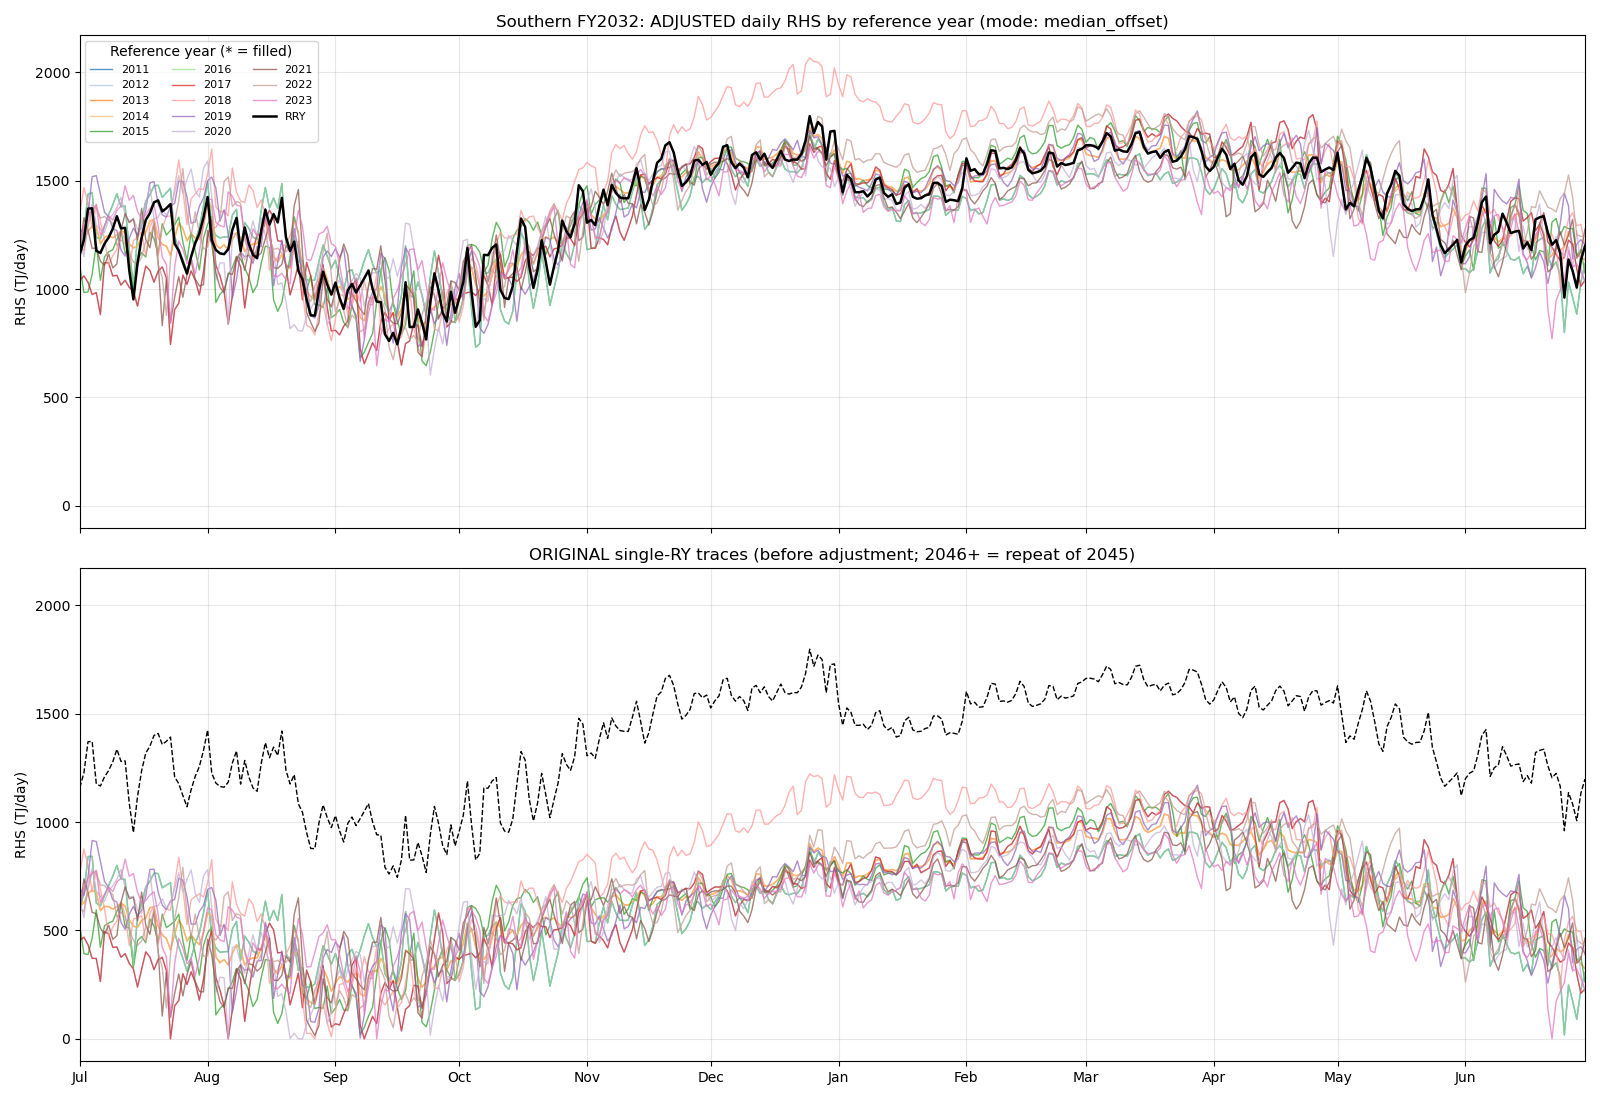 Southern FY2032: ADJUSTED daily RHS by reference year (mode: median_offset)
RHS (TJ/day)
2000
1500
1000
500
0
Reference year (* = filled)
2011 2016 2021
2012 2017 2022
2013 2018 2023
2014 2019 RRY
2015 2020
ORIGINAL single-RY traces (before adjustment; 2046+ = repeat of 2045)
RHS (TJ/day)
2000
1500
1000
500
0
Jul Aug Sep Oct Nov Dec Jan Feb Mar Apr May Jun